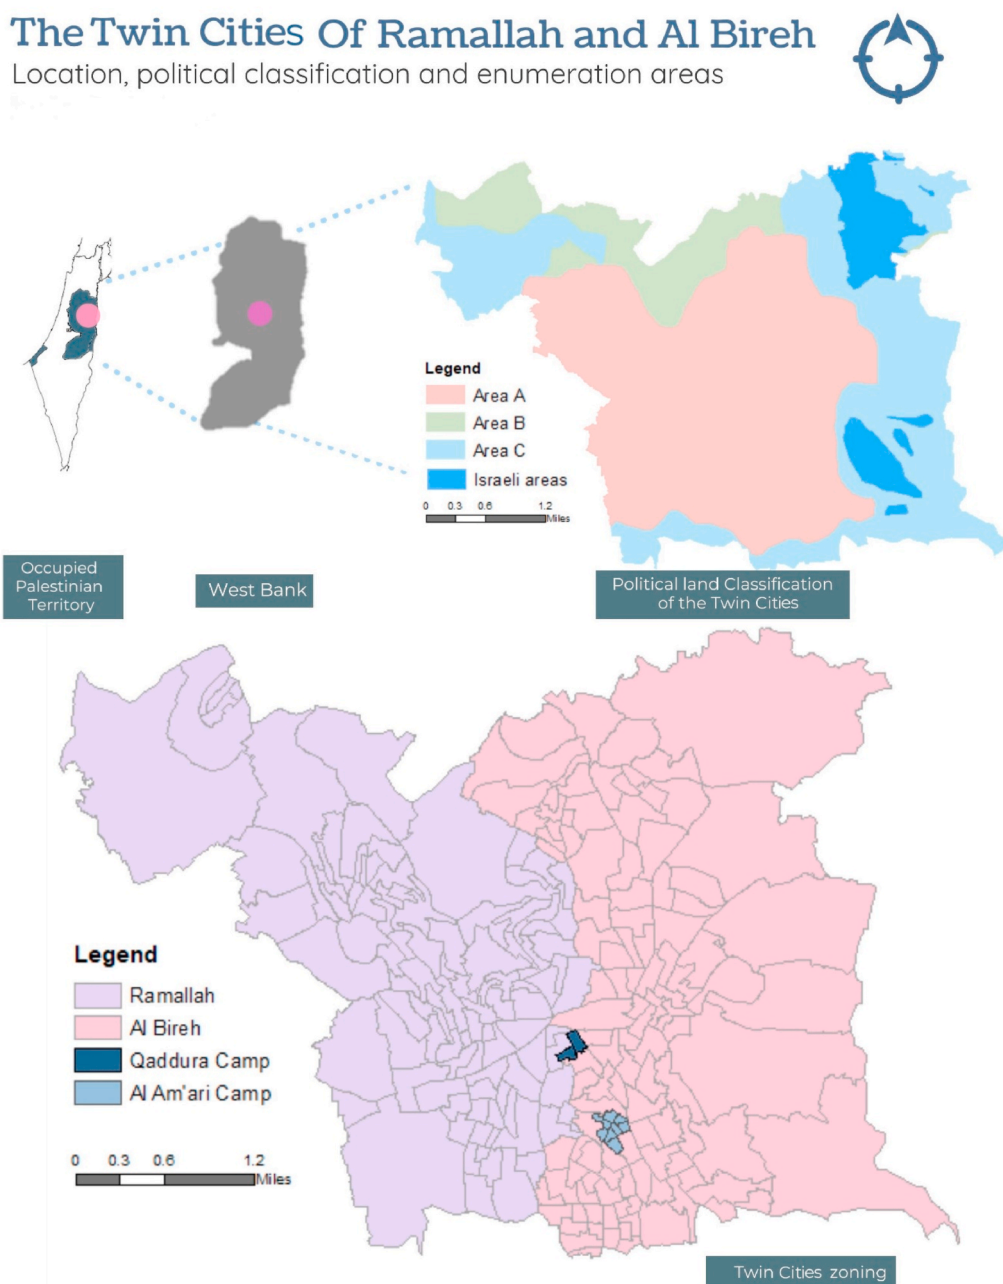 The Twin Cities Of Ramallah and Al Bireh
Location, political classification and enumeration areas
Legend
Area A
Area B
Area C
Israeli areas
0 0.3 0.6 1.2
Miles
Occupied
Palestinian
Territory
West Bank
Political land Classification
of the Twin Cities
Legend
Ramallah
Al Bireh
Qaddura Camp
Al Am'ari Camp
0 0.3 0.6 1.2
Miles
Twin Cities zoning